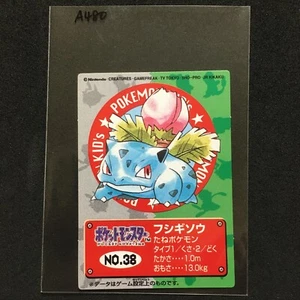 A480
©Nintendo・CREATURES・GAMEFREAK・TV TOKYO・SHO-PRO・JR KIKAKU
POKEMON KID'S
ポケットモンスター
NO.38
フシギソウ
たねポケモン
タイプ1/くさ・2/どく
たかさ‥‥1.0m
おもさ‥‥13.0kg
※データはゲーム設定上のものです。